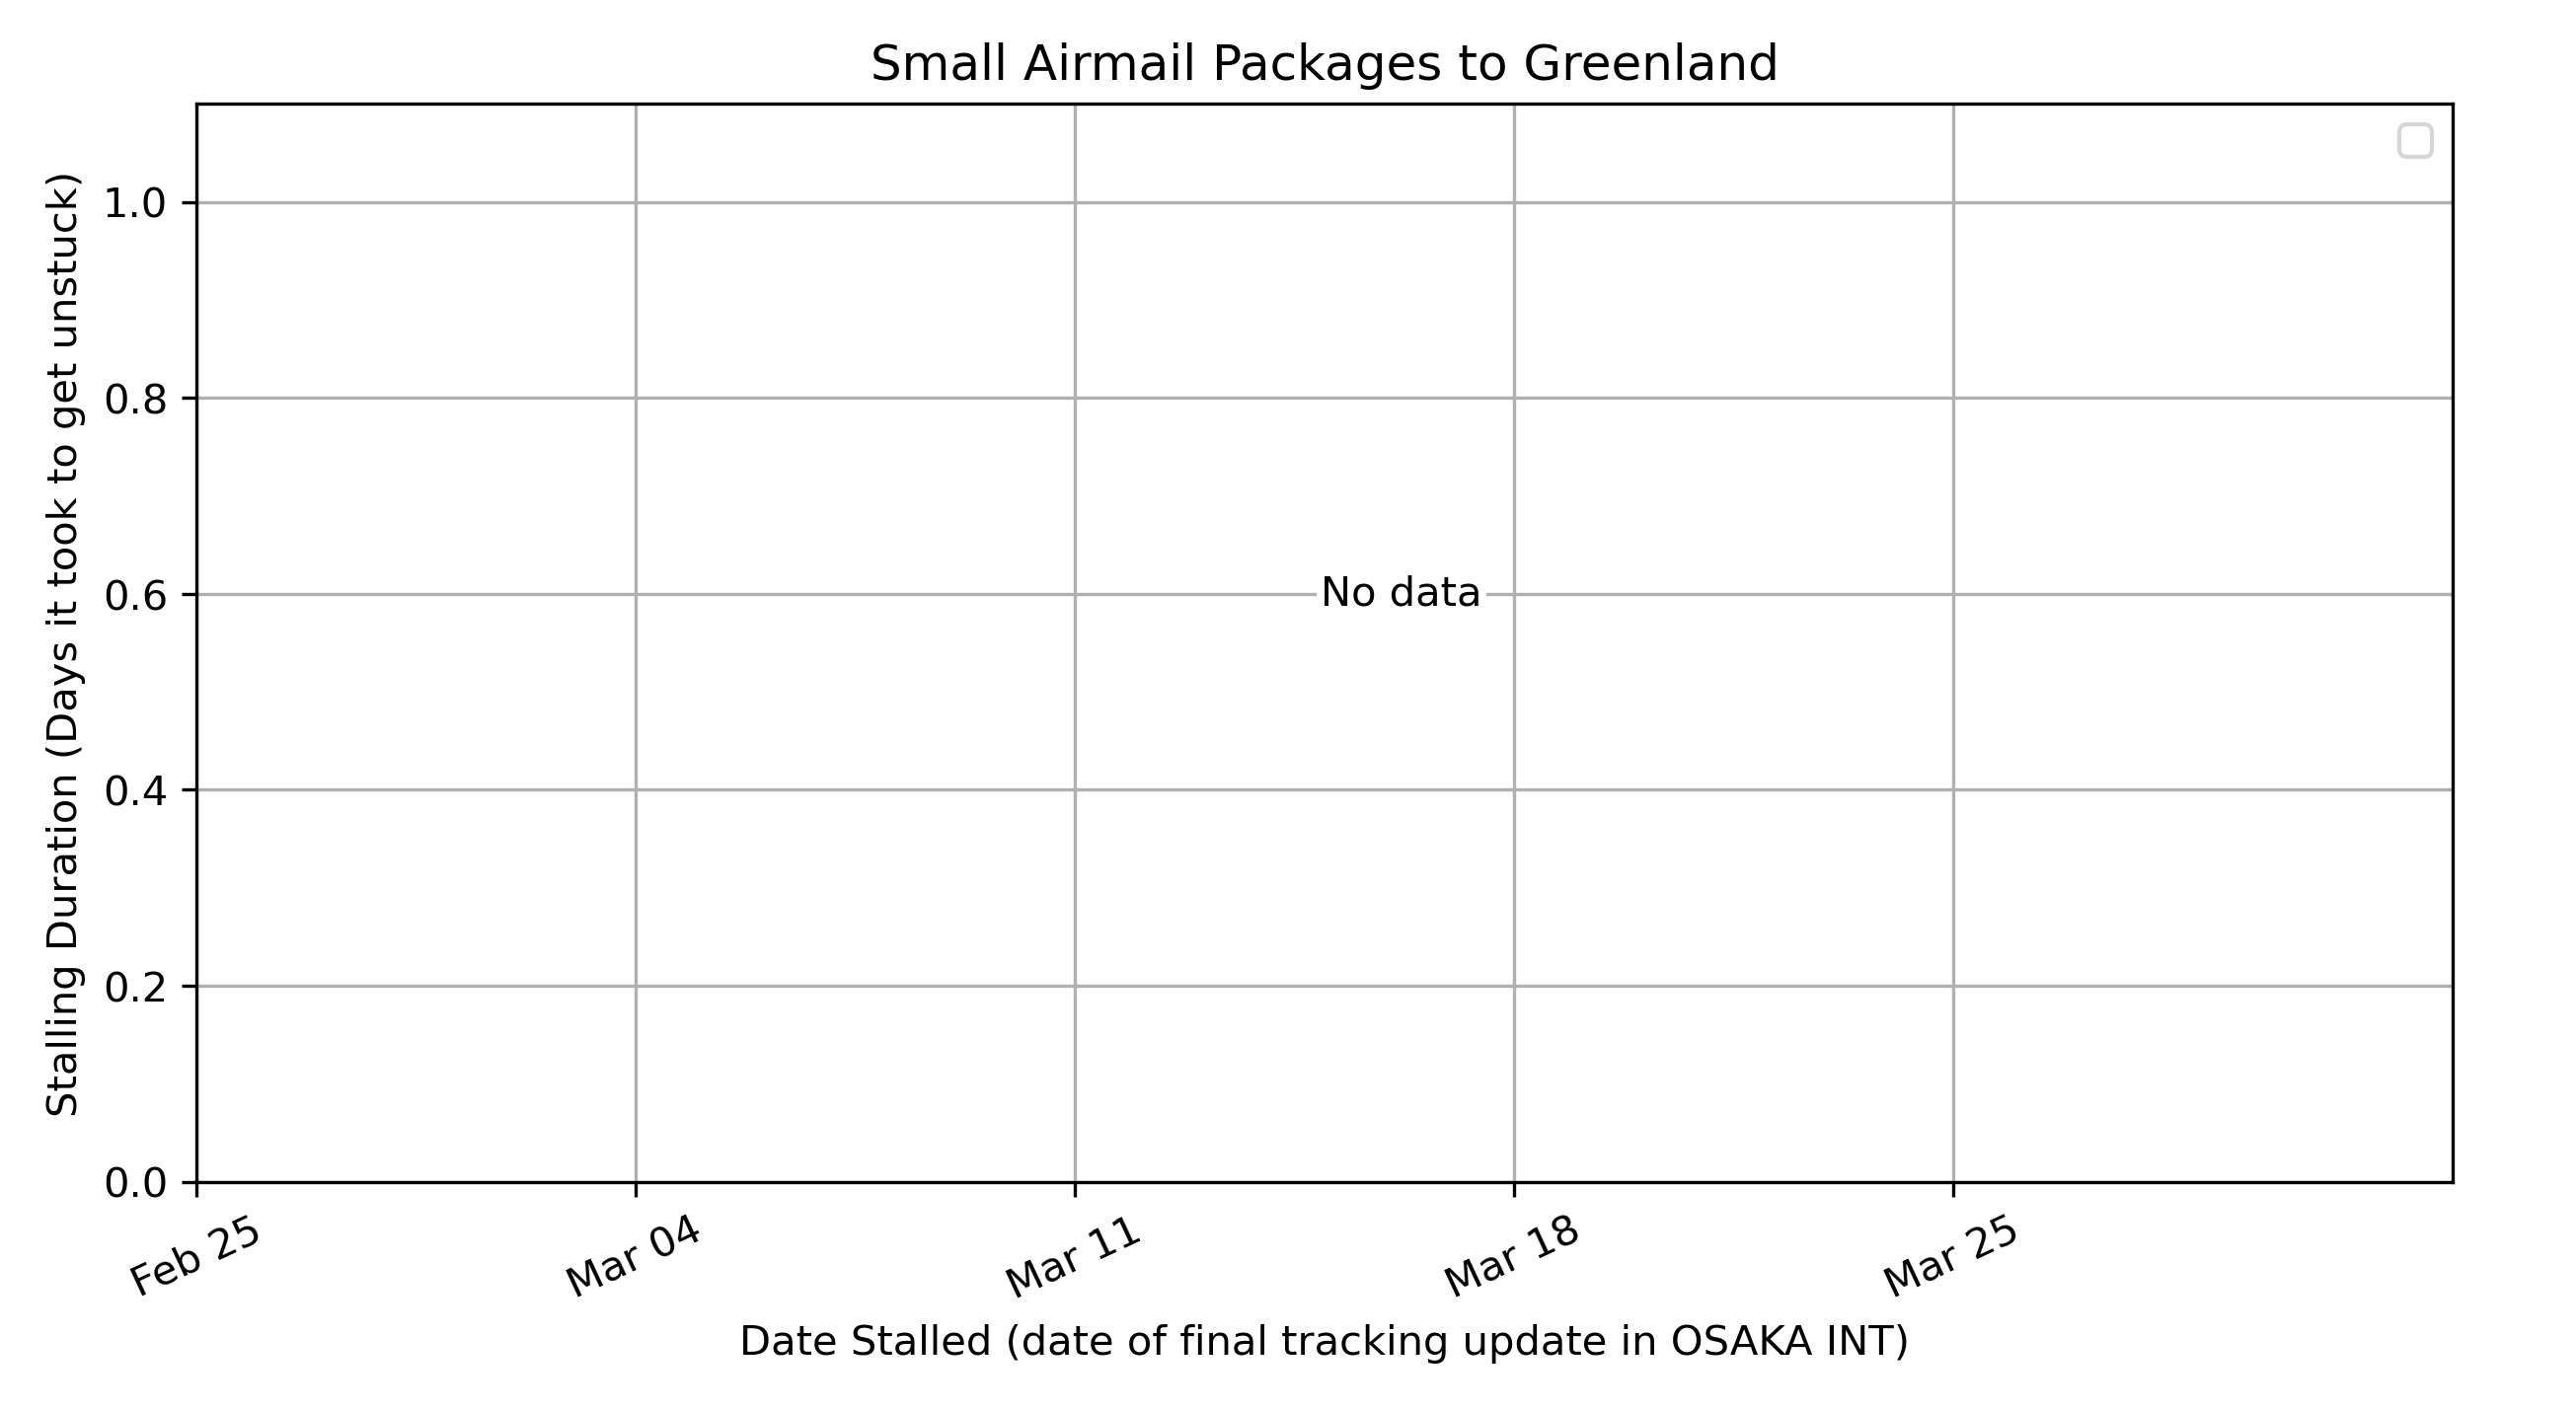 Small Airmail Packages to Greenland
Stalling Duration (Days it took to get unstuck)
1.0
0.8
0.6
0.4
0.2
0.0
No data
Feb 25
Mar 04
Mar 11
Mar 18
Mar 25
Date Stalled (date of final tracking update in OSAKA INT)